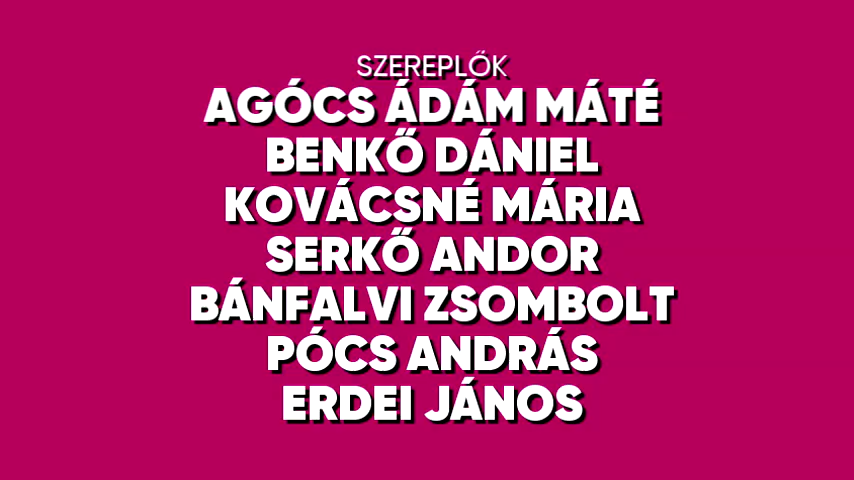 SZEREPLŐK
AGÓCS ÁDÁM MÁTÉ
BENKŐ DÁNIEL
KOVÁCSNÉ MÁRIA
SERKŐ ANDOR
BÁNFALVI ZSOMBOLT
PÓCS ANDRÁS
ERDEI JÁNOS